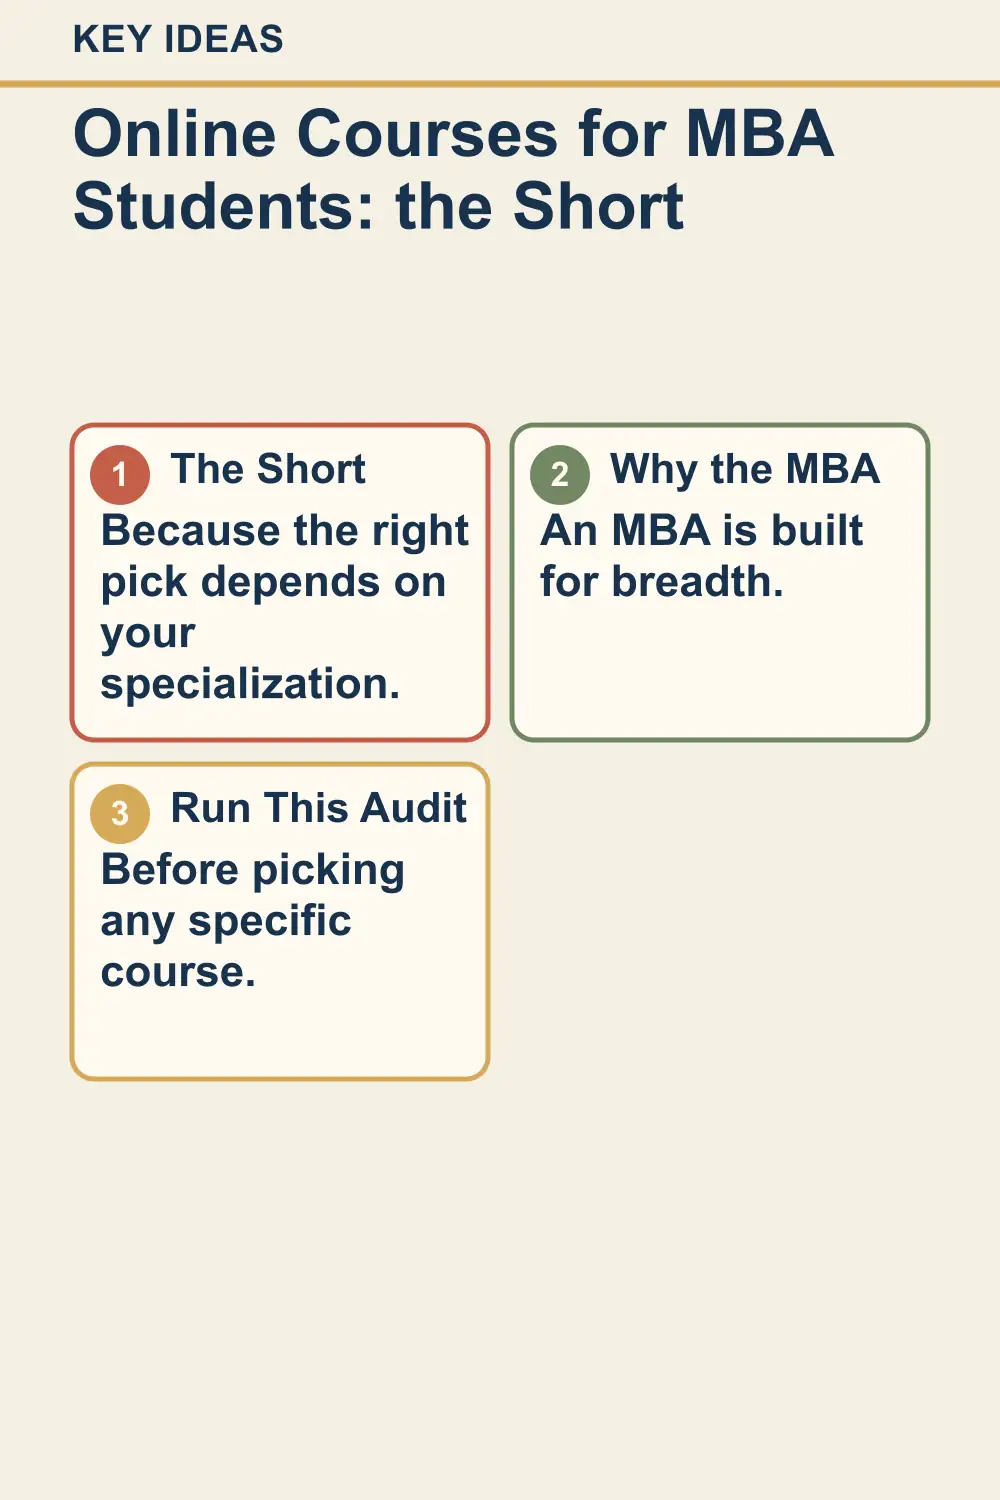 KEY IDEAS
Online Courses for MBA
Students: the Short
1 The Short
Because the right
pick depends on
your
specialization.
2 Why the MBA
An MBA is built
for breadth.
3 Run This Audit
Before picking
any specific
course.